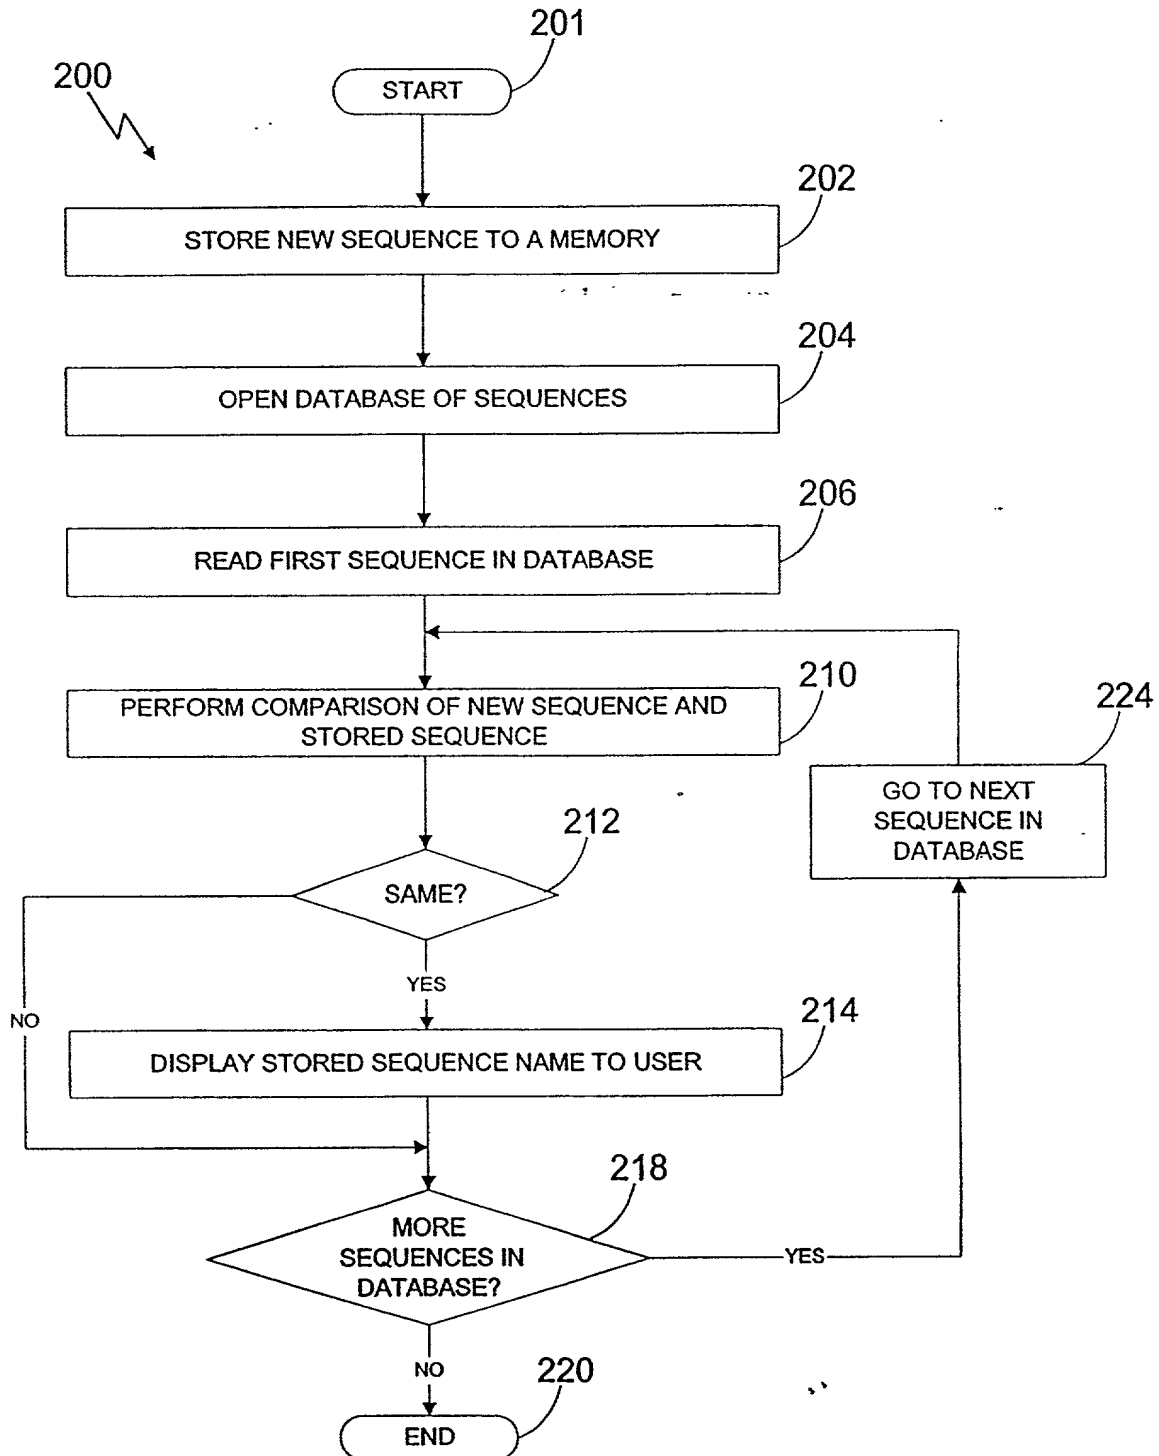 201
200
START
202
STORE NEW SEQUENCE TO A MEMORY
204
OPEN DATABASE OF SEQUENCES
206
READ FIRST SEQUENCE IN DATABASE
210
PERFORM COMPARISON OF NEW SEQUENCE AND
STORED SEQUENCE
224
GO TO NEXT
SEQUENCE IN
DATABASE
212
SAME?
YES
NO
214
DISPLAY STORED SEQUENCE NAME TO USER
218
MORE
SEQUENCES IN
DATABASE?
YES
NO
220
END